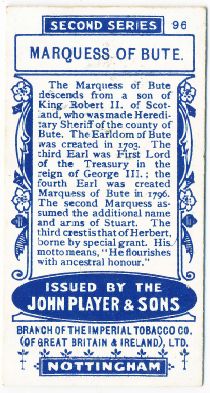 SECOND SERIES 96
MARQUESS OF BUTE.
The Marquess of Bute
descends from a son of
King Robert II. of Scot-
land, who was made Heredi-
tary Sheriff of the county of
Bute. The Earldom of Bute
was created in 1703. The
third Earl was First Lord
of the Treasury in the
reign of George III.; the
fourth Earl was created
Marquess of Bute in 1796.
The second Marquess as-
sumed the additional name
and arms of Stuart. The
third crest is that of Herbert,
borne by special grant. His
motto means, "He flourishes
with ancestral honour."
ISSUED BY THE
JOHN PLAYER & SONS
BRANCH OF THE IMPERIAL TOBACCO CO.
(OF GREAT BRITAIN & IRELAND), LTD.
NOTTINGHAM